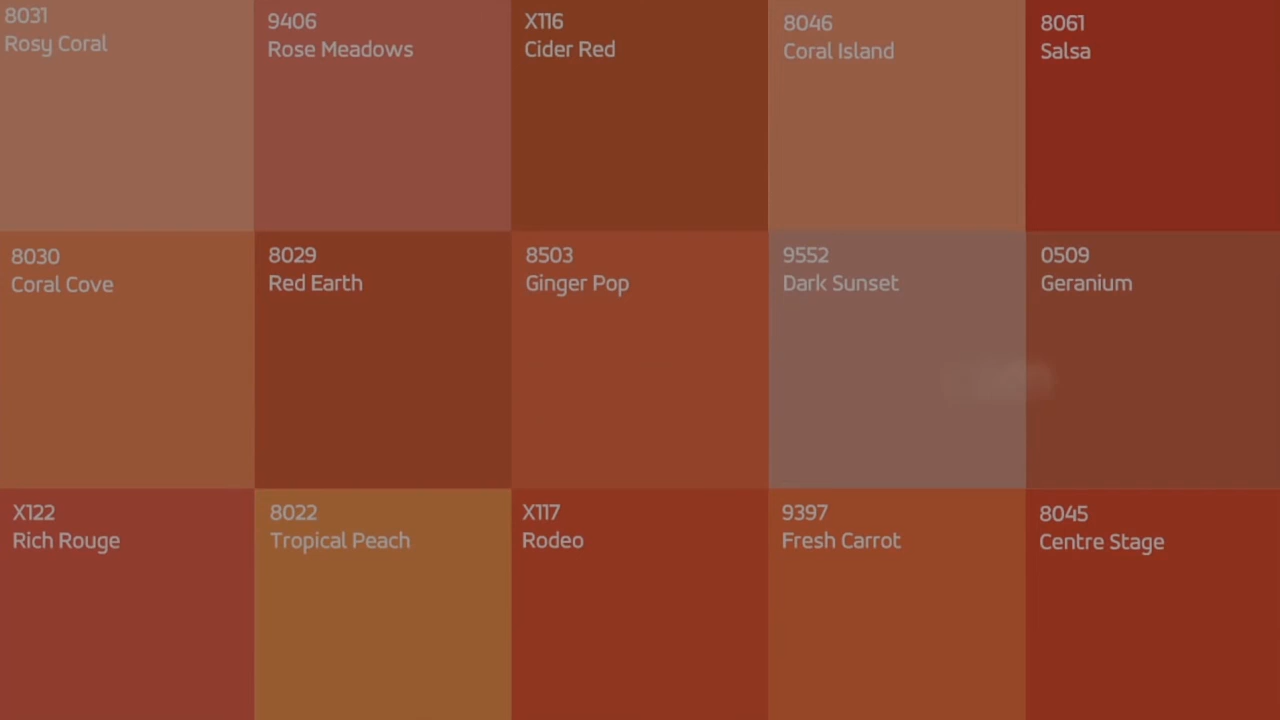 8031
Rosy Coral
9406
Rose Meadows
X116
Cider Red
8046
Coral Island
8061
Salsa
8030
Coral Cove
8029
Red Earth
8503
Ginger Pop
9552
Dark Sunset
0509
Geranium
X122
Rich Rouge
8022
Tropical Peach
X117
Rodeo
9397
Fresh Carrot
8045
Centre Stage